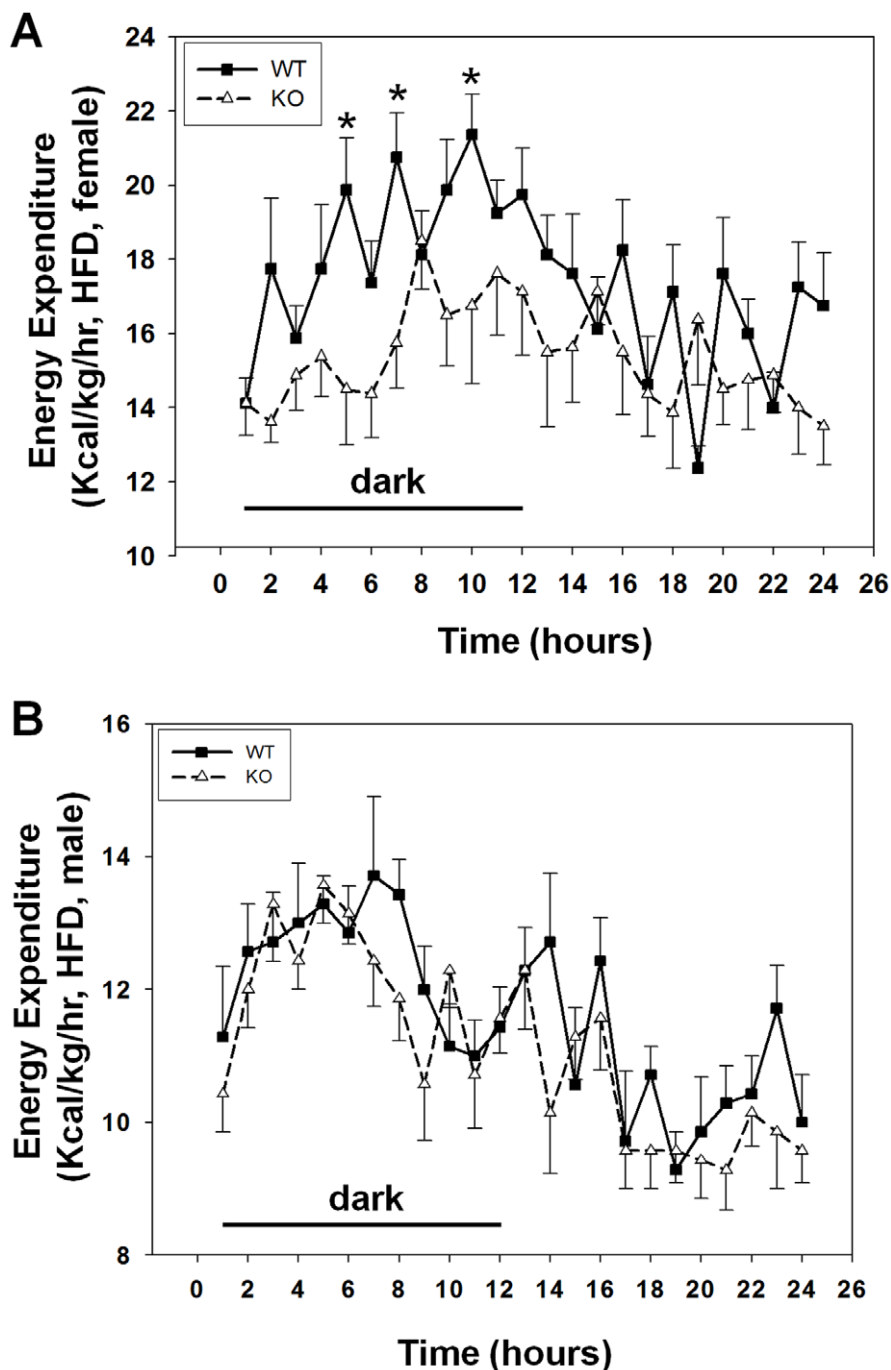 A
Energy Expenditure
(Kcal/kg/hr, HFD, female)
24
22
20
18
16
14
12
10
WT
KO
*
*
*
dark
0 2 4 6 8 10 12 14 16 18 20 22 24 26
Time (hours)
B
Energy Expenditure
(Kcal/kg/hr, HFD, male)
16
14
12
10
8
WT
KO
dark
0 2 4 6 8 10 12 14 16 18 20 22 24 26
Time (hours)